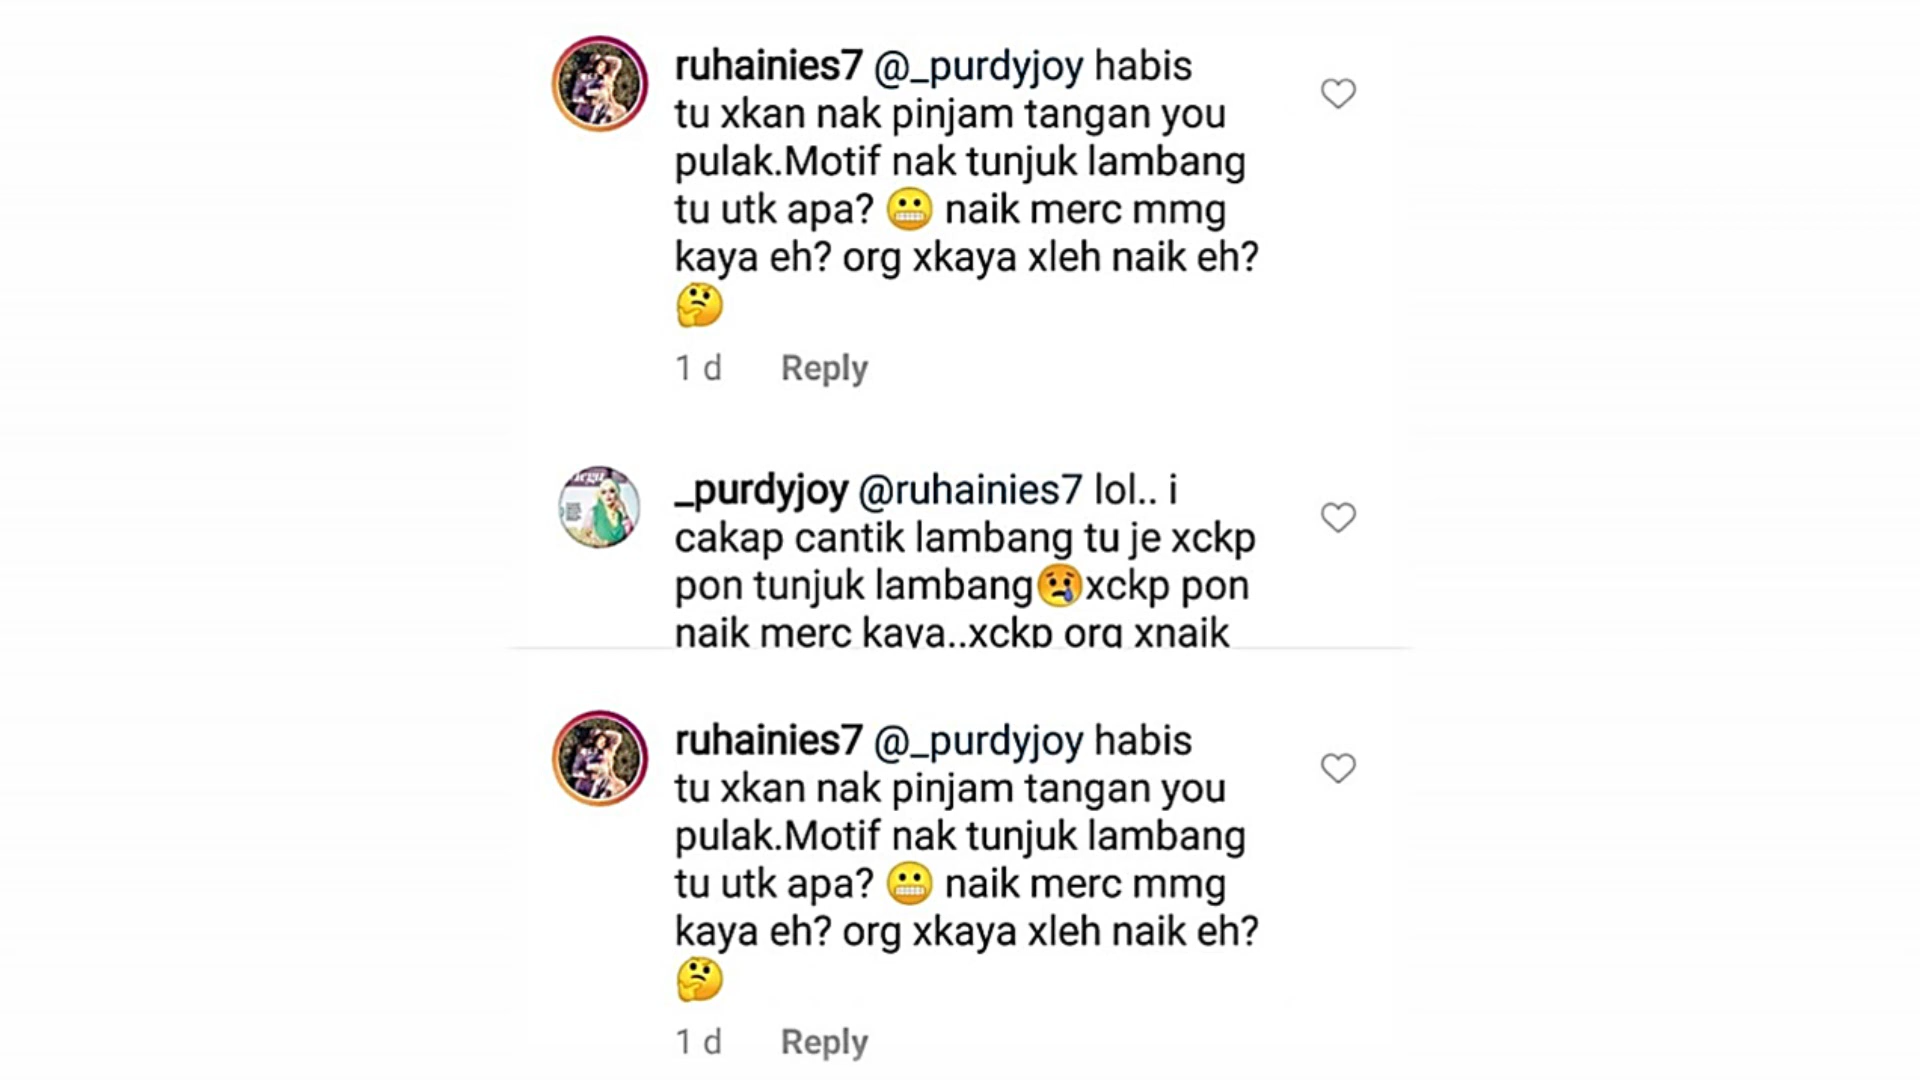 ruhainies7 @_purdyjoy habis
tu xkan nak pinjam tangan you
pulak.Motif nak tunjuk lambang
tu utk apa? 😬 naik merc mmg
kaya eh? org xkaya xleh naik eh?
🤔
1 d Reply
_purdyjoy @ruhainies7 lol.. i
cakap cantik lambang tu je xckp
pon tunjuk lambang😢xckp pon
naik merc kaya..xckp org xnaik
ruhainies7 @_purdyjoy habis
tu xkan nak pinjam tangan you
pulak.Motif nak tunjuk lambang
tu utk apa? 😬 naik merc mmg
kaya eh? org xkaya xleh naik eh?
🤔
1 d Reply